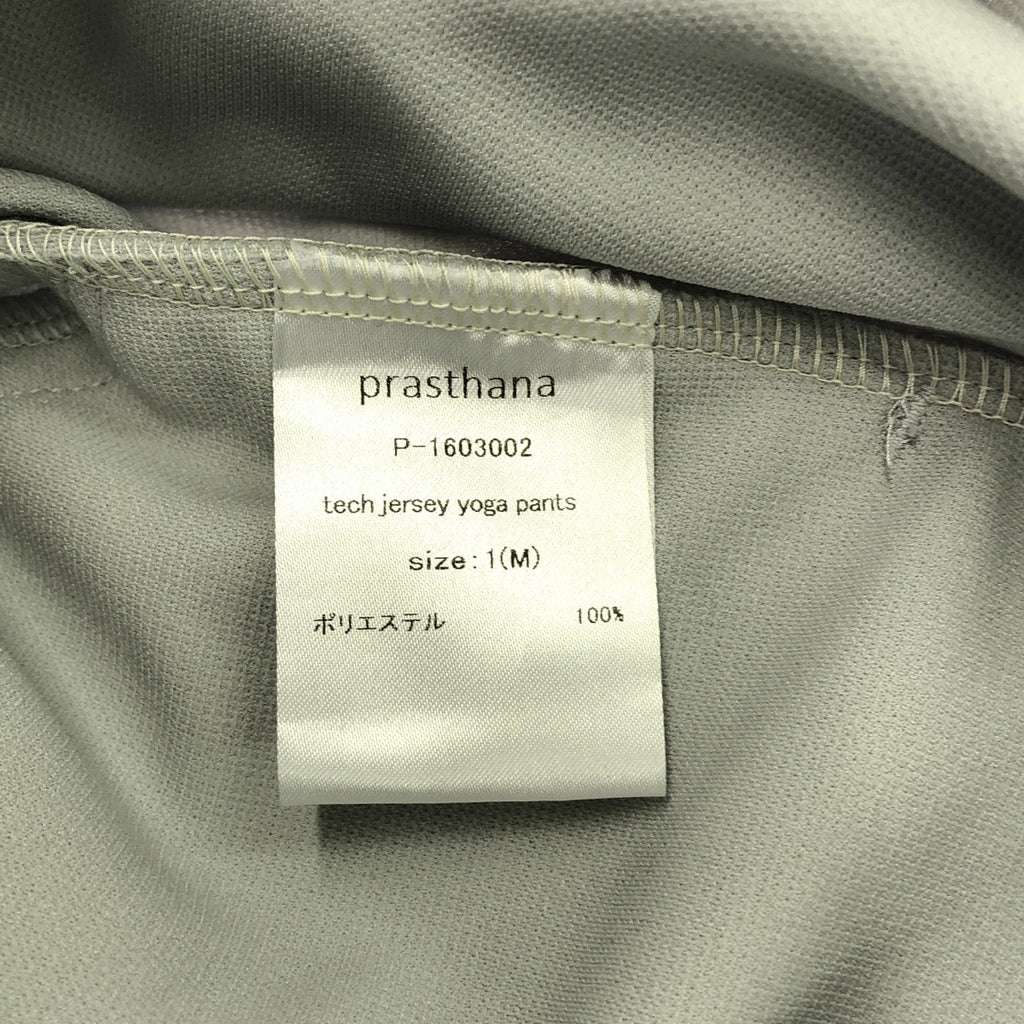 prasthana
P-1603002
tech jersey yoga pants
size:1(M)
ポリエステル 100%